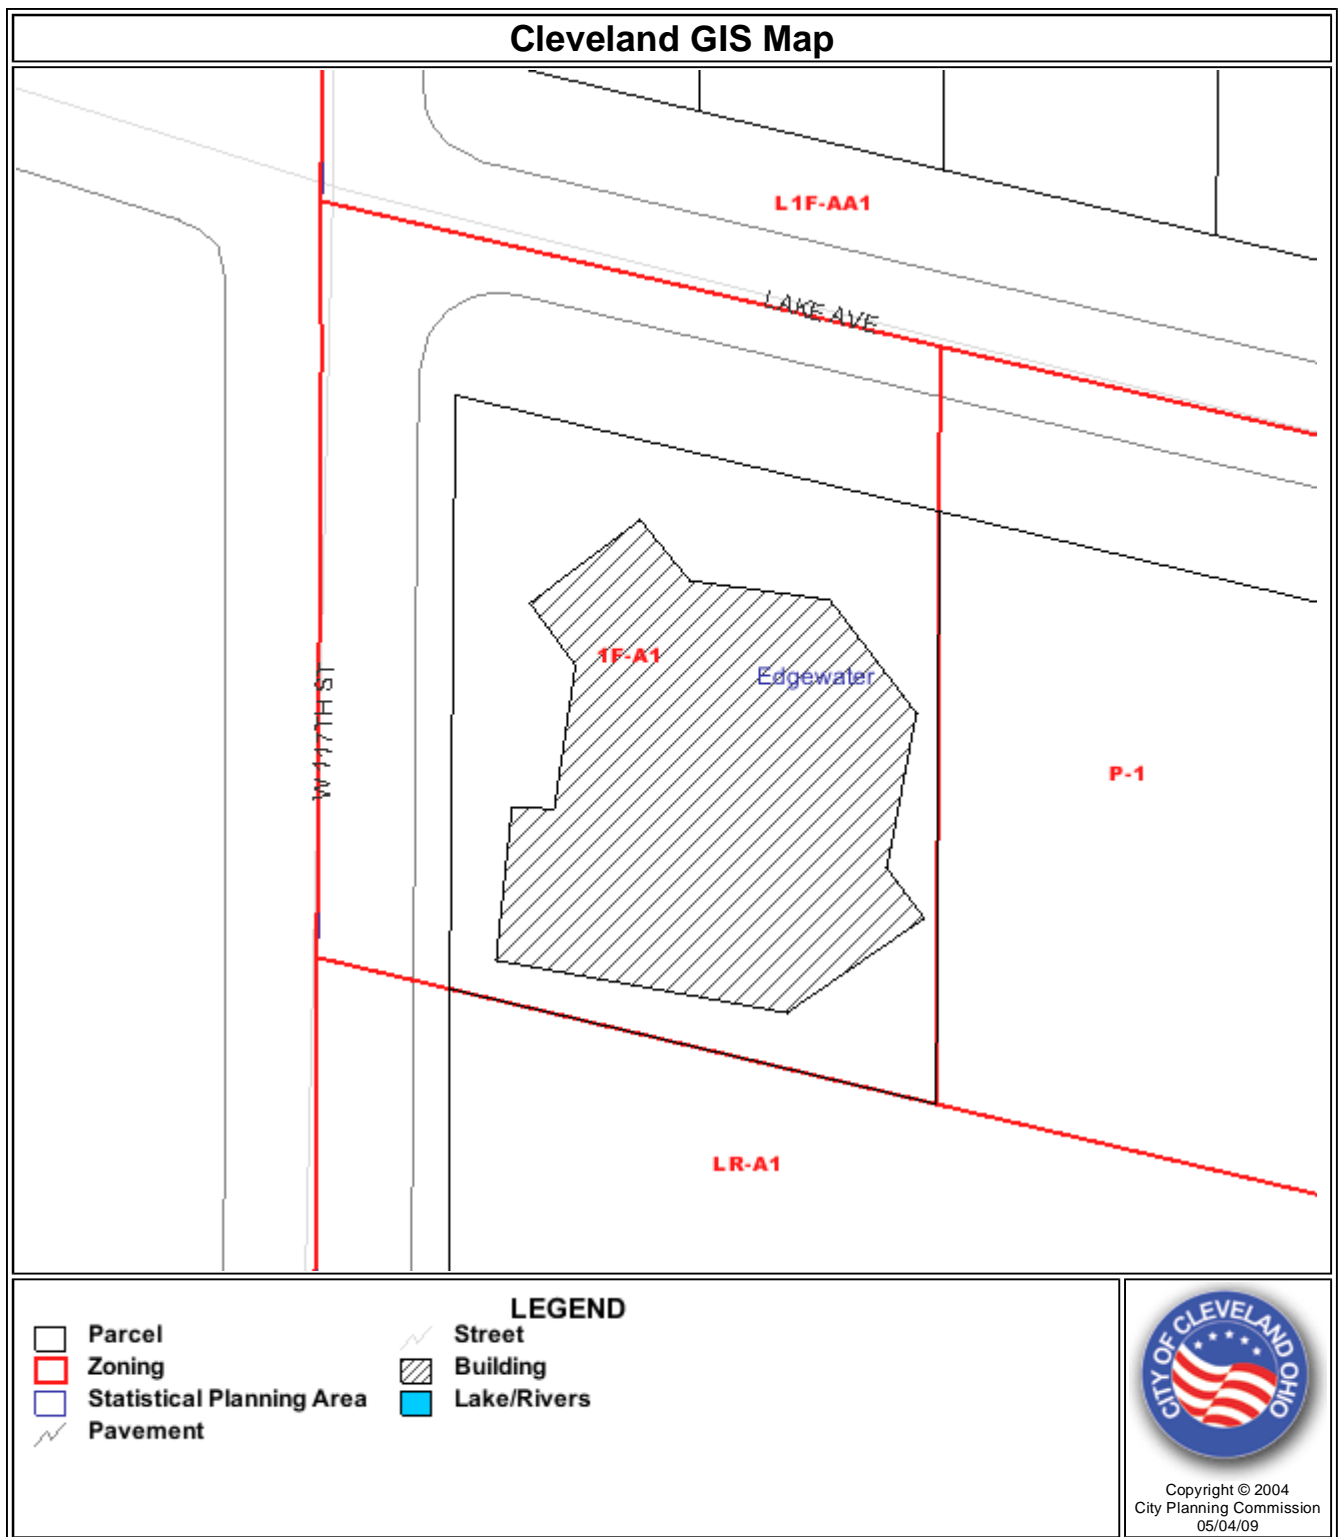 Cleveland GIS Map
L1F-AA1
LAKE AVE
1F-A1
Edgewater
W 117TH ST
P-1
LR-A1
LEGEND
Parcel
Street
Zoning
Building
Statistical Planning Area
Lake/Rivers
Pavement
CITY OF CLEVELAND OHIO
Copyright © 2004
City Planning Commission
05/04/09